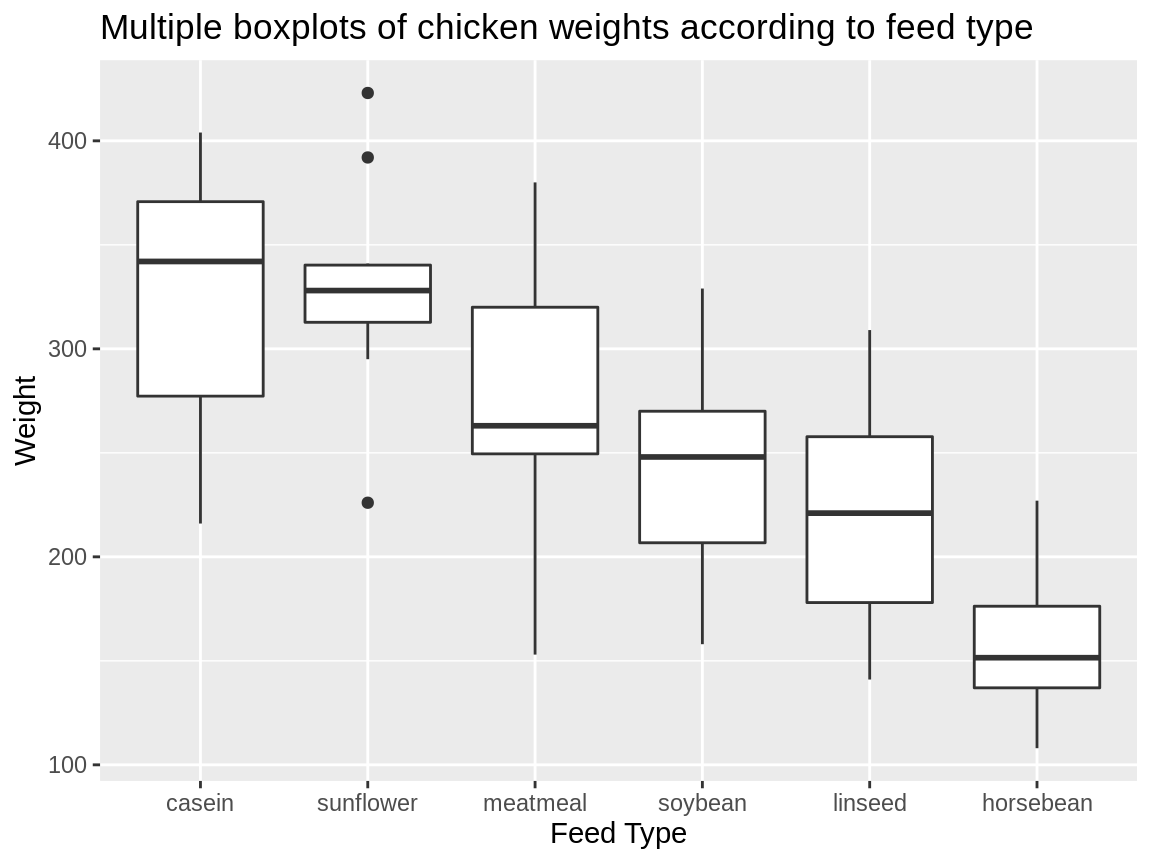 Multiple boxplots of chicken weights according to feed type
Weight
400
300
200
100
casein sunflower meatmeal soybean linseed horsebean
Feed Type